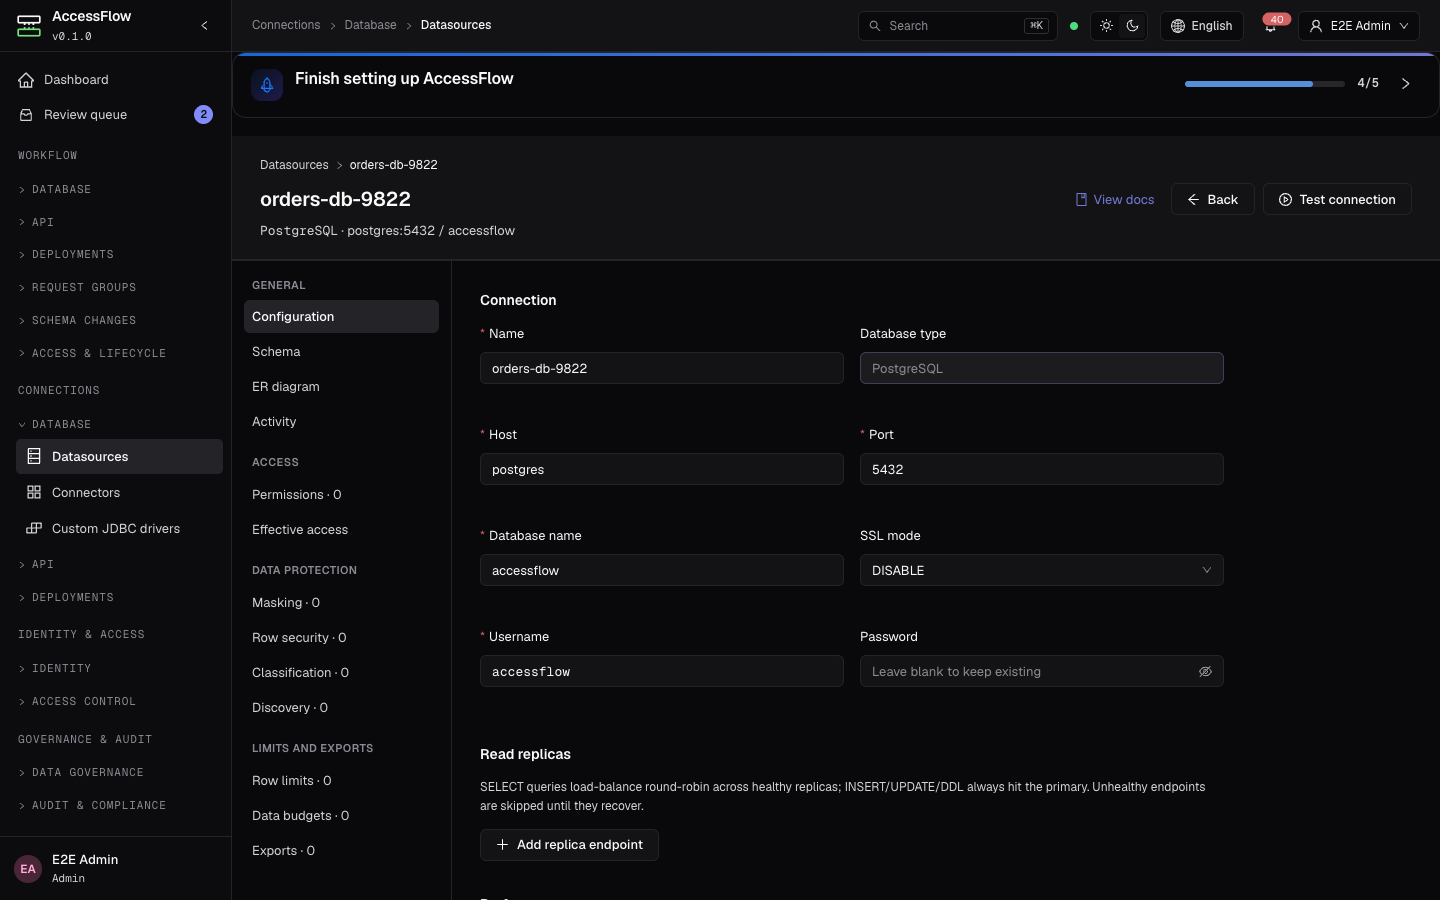 AccessFlow
v0.1.0
Connections > Database > Datasources
Search ⌘K
English
40
E2E Admin
Dashboard
Review queue 2
WORKFLOW
DATABASE
API
DEPLOYMENTS
REQUEST GROUPS
SCHEMA CHANGES
ACCESS & LIFECYCLE
CONNECTIONS
DATABASE
Datasources
Connectors
Custom JDBC drivers
API
DEPLOYMENTS
IDENTITY & ACCESS
IDENTITY
ACCESS CONTROL
GOVERNANCE & AUDIT
DATA GOVERNANCE
AUDIT & COMPLIANCE
EA
E2E Admin
Admin
Finish setting up AccessFlow
4/5
Datasources > orders-db-9822
orders-db-9822
PostgreSQL · postgres:5432 / accessflow
View docs
Back
Test connection
GENERAL
Configuration
Schema
ER diagram
Activity
ACCESS
Permissions · 0
Effective access
DATA PROTECTION
Masking · 0
Row security · 0
Classification · 0
Discovery · 0
LIMITS AND EXPORTS
Row limits · 0
Data budgets · 0
Exports · 0
Connection
* Name
orders-db-9822
Database type
PostgreSQL
* Host
postgres
* Port
5432
* Database name
accessflow
SSL mode
DISABLE
* Username
accessflow
Password
Leave blank to keep existing
Read replicas
SELECT queries load-balance round-robin across healthy replicas; INSERT/UPDATE/DDL always hit the primary. Unhealthy endpoints
are skipped until they recover.
Add replica endpoint